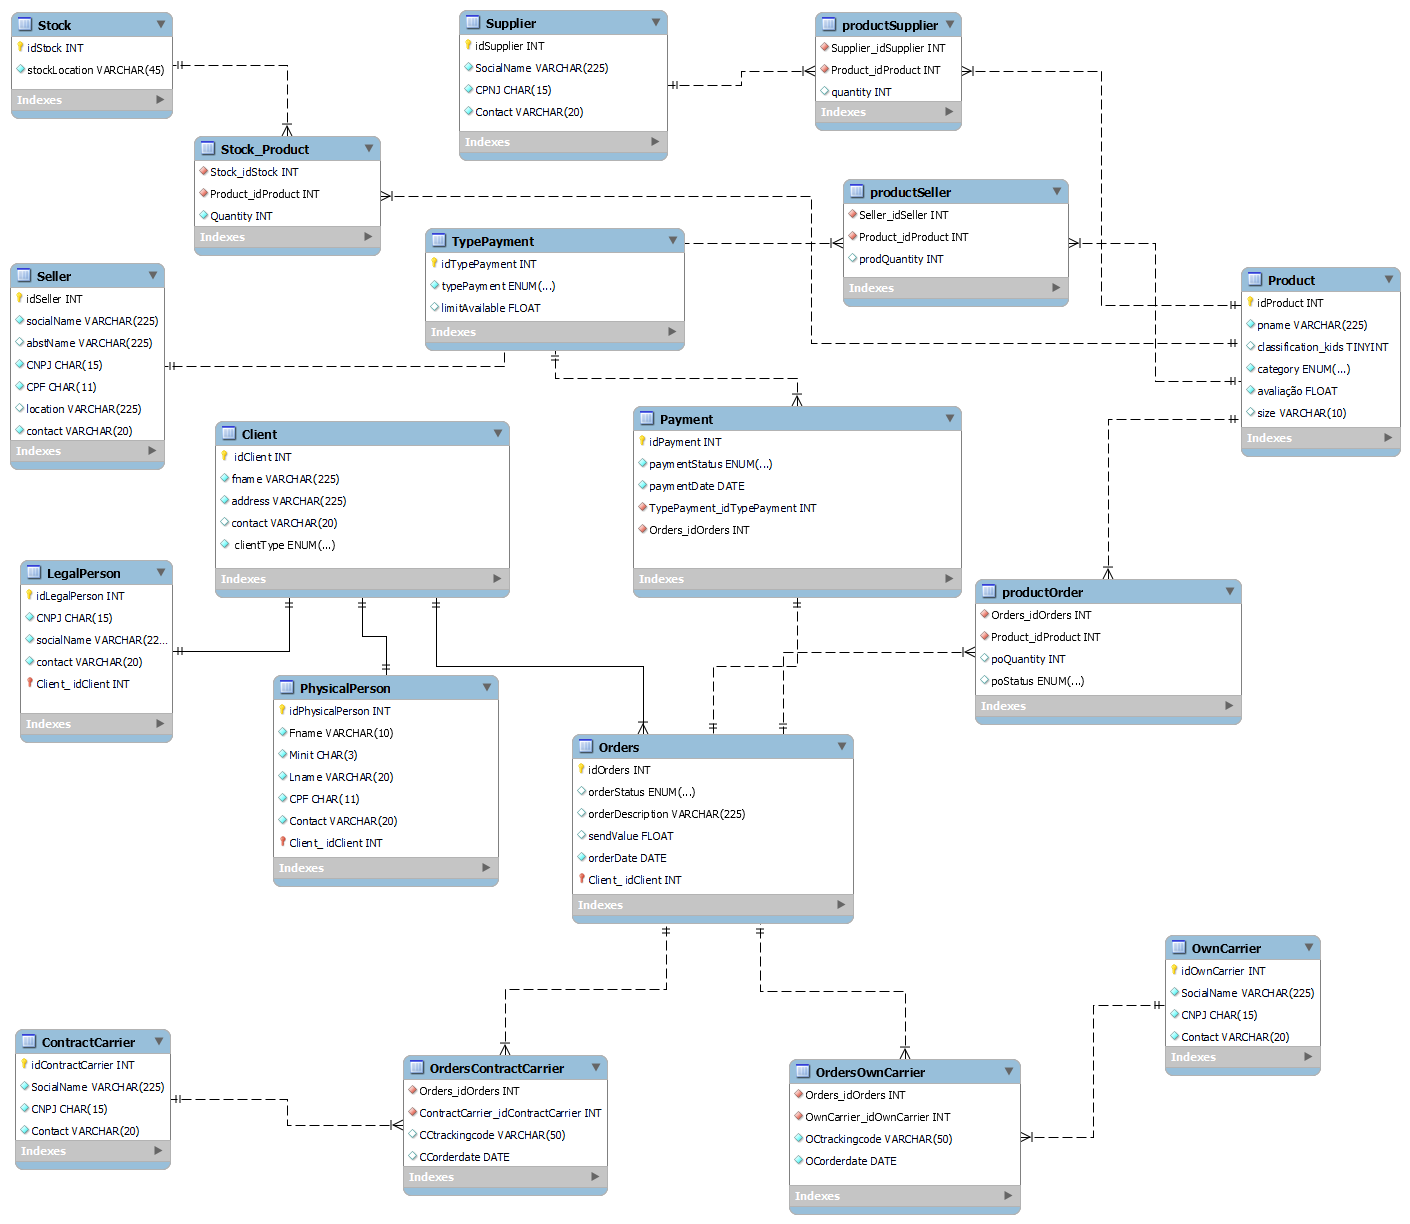 Stock
idStock INT
stockLocation VARCHAR(45)
Indexes
Supplier
idSupplier INT
SocialName VARCHAR(225)
CPNJ CHAR(15)
Contact VARCHAR(20)
Indexes
productSupplier
Supplier_idSupplier INT
Product_idProduct INT
quantity INT
Indexes
Stock_Product
Stock_idStock INT
Product_idProduct INT
Quantity INT
Indexes
productSeller
Seller_idSeller INT
Product_idProduct INT
prodQuantity INT
Indexes
TypePayment
idTypePayment INT
typePayment ENUM(...)
limitAvailable FLOAT
Indexes
Seller
idSeller INT
socialName VARCHAR(225)
abstName VARCHAR(225)
CNPJ CHAR(15)
CPF CHAR(11)
location VARCHAR(225)
contact VARCHAR(20)
Indexes
Product
idProduct INT
pname VARCHAR(225)
classification_kids TINYINT
category ENUM(...)
avaliação FLOAT
size VARCHAR(10)
Indexes
Client
idClient INT
fname VARCHAR(225)
address VARCHAR(225)
contact VARCHAR(20)
clientType ENUM(...)
Indexes
Payment
idPayment INT
paymentStatus ENUM(...)
paymentDate DATE
TypePayment_idTypePayment INT
Orders_idOrders INT
Indexes
LegalPerson
idLegalPerson INT
CNPJ CHAR(15)
socialName VARCHAR(22...
contact VARCHAR(20)
Client_ idClient INT
Indexes
productOrder
Orders_idOrders INT
Product_idProduct INT
poQuantity INT
poStatus ENUM(...)
Indexes
PhysicalPerson
idPhysicalPerson INT
Fname VARCHAR(10)
Minit CHAR(3)
Lname VARCHAR(20)
CPF CHAR(11)
Contact VARCHAR(20)
Client_ idClient INT
Indexes
Orders
idOrders INT
orderStatus ENUM(...)
orderDescription VARCHAR(225)
sendValue FLOAT
orderDate DATE
Client_ idClient INT
Indexes
OwnCarrier
idOwnCarrier INT
SocialName VARCHAR(225)
CNPJ CHAR(15)
Contact VARCHAR(20)
Indexes
ContractCarrier
idContractCarrier INT
SocialName VARCHAR(225)
CNPJ CHAR(15)
Contact VARCHAR(20)
Indexes
OrdersContractCarrier
Orders_idOrders INT
ContractCarrier_idContractCarrier INT
CCtrackingcode VARCHAR(50)
CCorderdate DATE
Indexes
OrdersOwnCarrier
Orders_idOrders INT
OwnCarrier_idOwnCarrier INT
OCtrackingcode VARCHAR(50)
OCorderdate DATE
Indexes